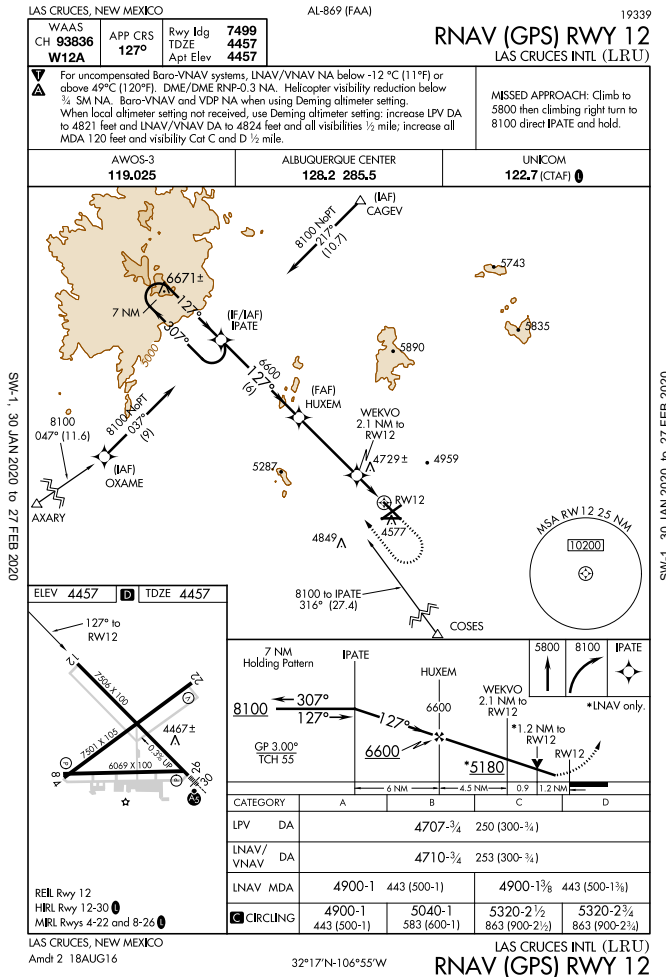 LAS CRUCES, NEW MEXICO
AL-869 (FAA)
19339
WAAS
CH 93836
W12A
APP CRS
127°
Rwy ldg 7499
TDZE 4457
Apt Elev 4457
RNAV (GPS) RWY 12
LAS CRUCES INTL (LRU)
T
A
For uncompensated Baro-VNAV systems, LNAV/VNAV NA below -12 °C (11°F) or
above 49°C (120°F). DME/DME RNP-0.3 NA. Helicopter visibility reduction below
¾ SM NA. Baro-VNAV and VDP NA when using Deming altimeter setting.
When local altimeter setting not received, use Deming altimeter setting: increase LPV DA
to 4821 feet and LNAV/VNAV DA to 4824 feet and all visibilities ½ mile; increase all
MDA 120 feet and visibility Cat C and D ½ mile.
MISSED APPROACH: Climb to
5800 then climbing right turn to
8100 direct IPATE and hold.
AWOS-3
119.025
ALBUQUERQUE CENTER
128.2 285.5
UNICOM
122.7 (CTAF) L
(IAF)
CAGEV
8100 NoPT
217°
(10.7)
6671±
7 NM
127°
307°
(IF/IAF)
IPATE
5743
5835
5890
5000
6600
127°
(6)
(FAF)
HUXEM
WEKVO
2.1 NM to
RW12
8100
047° (11.6)
8100 NoPT
037°
(9)
(IAF)
OXAME
AXARY
5287
4729±
4959
RW12
4577
4849
8100 to IPATE
316° (27.4)
COSES
MSA RW12 25 NM
10200
SW-1, 30 JAN 2020 to 27 FEB 2020
SW-1, 30 JAN 2020 to 27 FEB 2020
ELEV 4457
D
TDZE 4457
127° to
RW12
12
7506 X 100
22
V
4467±
7501 X 105
0.3% UP
6069 X 100
P
P
8
4
26
30
A5
REIL Rwy 12
HIRL Rwy 12-30 L
MIRL Rwys 4-22 and 8-26 L
7 NM
Holding Pattern
IPATE
HUXEM
WEKVO
2.1 NM to
RW12
5800
8100
IPATE
*LNAV only.
8100
307°
127°
127°
6600
6600
*1.2 NM to
RW12
RW12
GP 3.00°
TCH 55
*5180
6 NM
4.5 NM
0.9
1.2 NM
CATEGORY A B C D
LPV DA 4707-¾ 250 (300-¾)
LNAV/
VNAV DA 4710-¾ 253 (300-¾)
LNAV MDA 4900-1 443 (500-1) 4900-1⅜ 443 (500-1⅜)
C CIRCLING 4900-1 5040-1 5320-2½ 5320-2¾
443 (500-1) 583 (600-1) 863 (900-2½) 863 (900-2¾)
LAS CRUCES, NEW MEXICO
Amdt 2 18AUG16
32°17'N-106°55'W
LAS CRUCES INTL (LRU)
RNAV (GPS) RWY 12